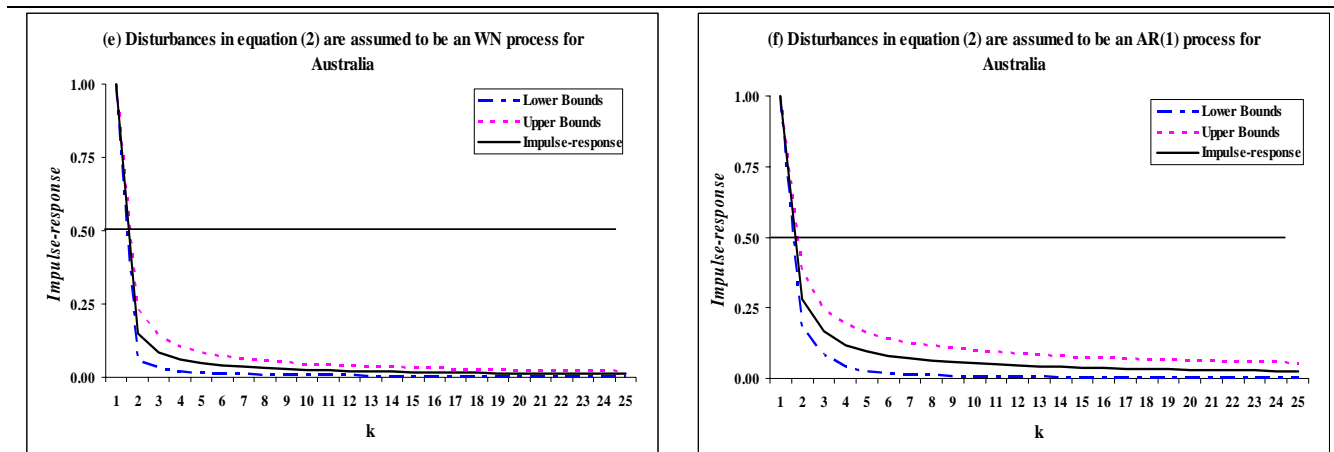 (e) Disturbances in equation (2) are assumed to be an WN process for
Australia
1.00
0.75
0.50
0.25
0.00
Impulse-response
Lower Bounds
Upper Bounds
Impulse-response
1 2 3 4 5 6 7 8 9 10 11 12 13 14 15 16 17 18 19 20 21 22 23 24 25
k
(f) Disturbances in equation (2) are assumed to be an AR(1) process for
Australia
1.00
0.75
0.50
0.25
0.00
Impulse-response
Lower Bounds
Upper Bounds
Impulse-response
1 2 3 4 5 6 7 8 9 10 11 12 13 14 15 16 17 18 19 20 21 22 23 24 25
k